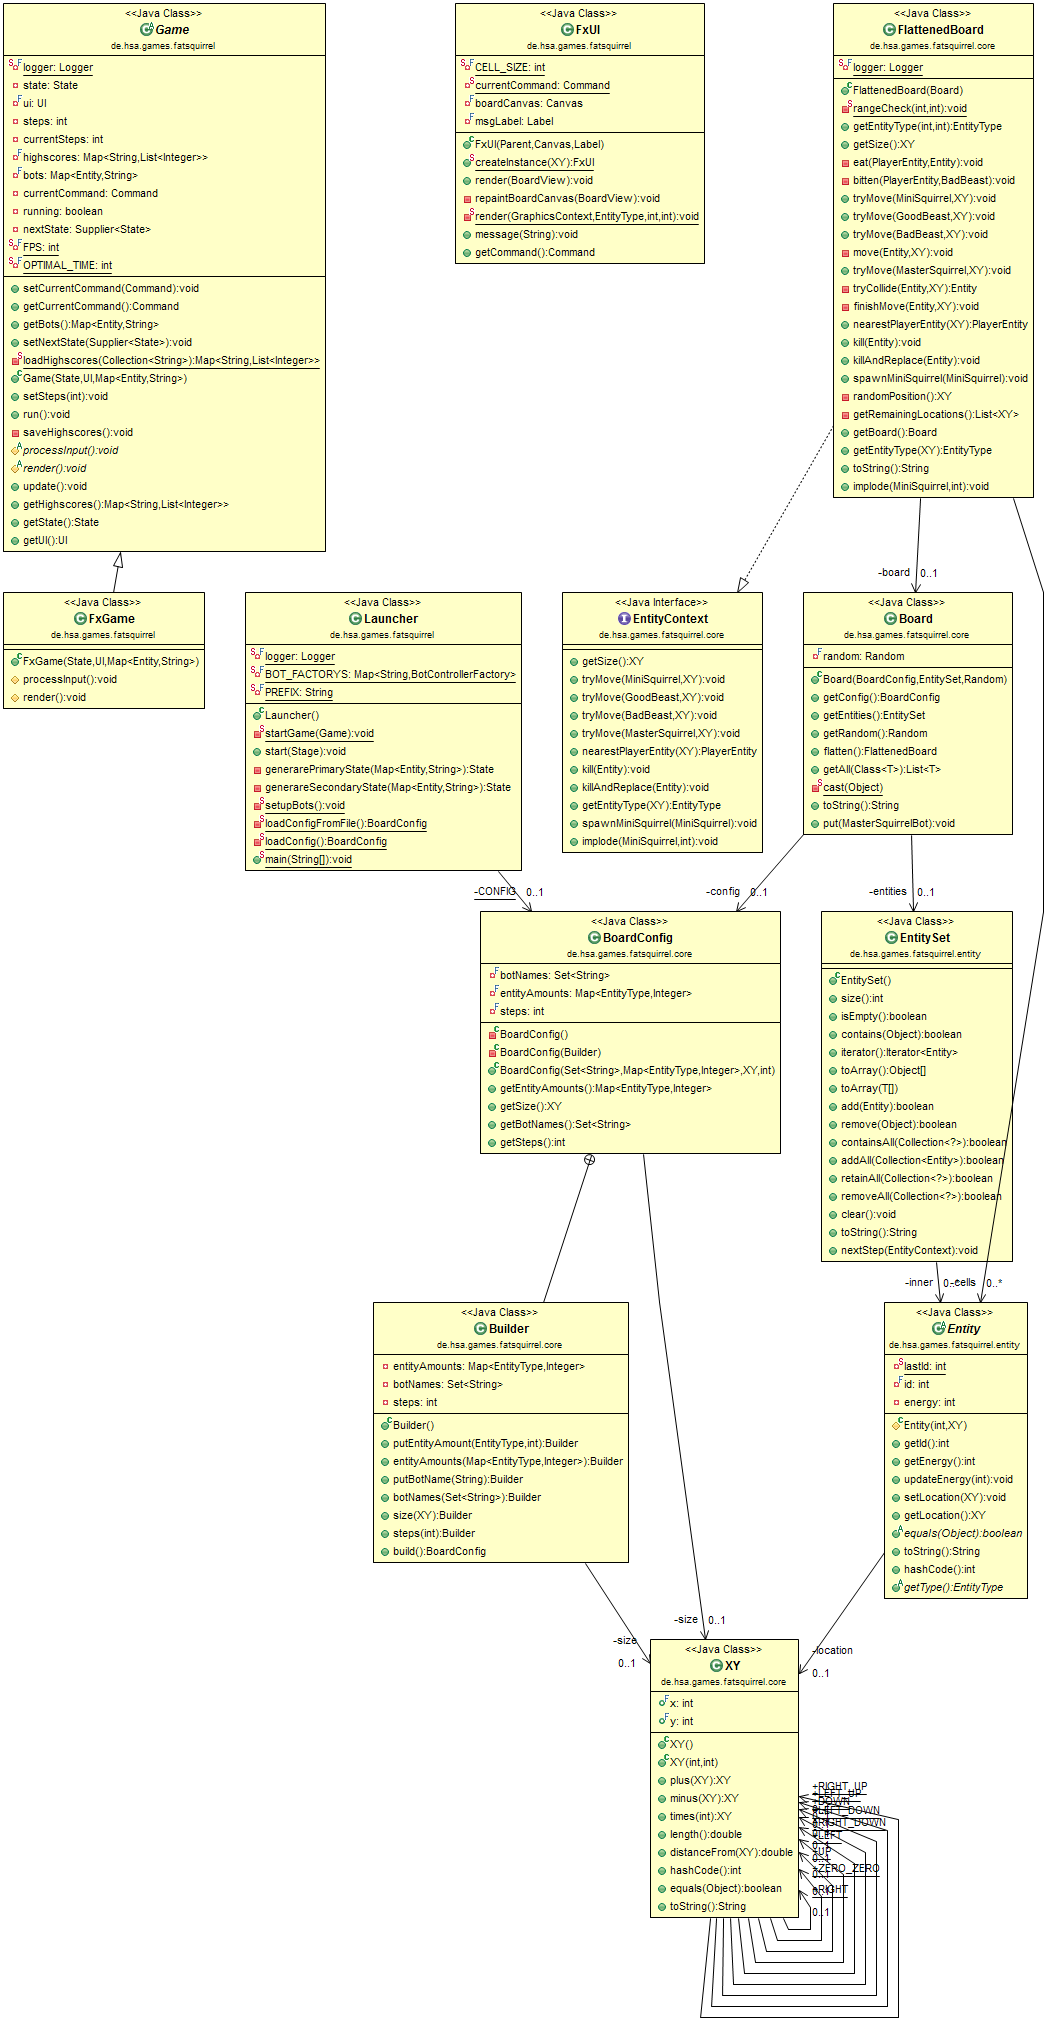 <<Java Class>>
Game
de.hsa.games.fatsquirrel
logger: Logger
state: State
ui: UI
steps: int
currentSteps: int
highscores: Map<String,List<Integer>>
bots: Map<Entity,String>
currentCommand: Command
running: boolean
nextState: Supplier<State>
FPS: int
OPTIMAL_TIME: int
setCurrentCommand(Command):void
getCurrentCommand():Command
getBots():Map<Entity,String>
setNextState(Supplier<State>):void
loadHighscores(Collection<String>):Map<String,List<Integer>>
Game(State,UI,Map<Entity,String>)
setSteps(int):void
run():void
saveHighscores():void
processInput():void
render():void
update():void
getHighscores():Map<String,List<Integer>>
getState():State
getUI():UI
<<Java Class>>
FxUI
de.hsa.games.fatsquirrel
CELL_SIZE: int
currentCommand: Command
boardCanvas: Canvas
msgLabel: Label
FxUI(Parent,Canvas,Label)
createInstance(XY):FxUI
render(BoardView):void
repaintBoardCanvas(BoardView):void
render(GraphicsContext,EntityType,int,int):void
message(String):void
getCommand():Command
<<Java Class>>
FlattenedBoard
de.hsa.games.fatsquirrel.core
logger: Logger
FlattenedBoard(Board)
rangeCheck(int,int):void
getEntityType(int,int):EntityType
getSize():XY
eat(PlayerEntity,Entity):void
bitten(PlayerEntity,BadBeast):void
tryMove(MiniSquirrel,XY):void
tryMove(GoodBeast,XY):void
tryMove(BadBeast,XY):void
move(Entity,XY):void
tryMove(MasterSquirrel,XY):void
tryCollide(Entity,XY):Entity
finishMove(Entity,XY):void
nearestPlayerEntity(XY):PlayerEntity
kill(Entity):void
killAndReplace(Entity):void
spawnMiniSquirrel(MiniSquirrel):void
randomPosition():XY
getRemainingLocations():List<XY>
getBoard():Board
getEntityType(XY):EntityType
toString():String
implode(MiniSquirrel,int):void
-board 0..1
<<Java Class>>
FxGame
de.hsa.games.fatsquirrel
FxGame(State,UI,Map<Entity,String>)
processInput():void
render():void
<<Java Class>>
Launcher
de.hsa.games.fatsquirrel
logger: Logger
BOT_FACTORYS: Map<String,BotControllerFactory>
PREFIX: String
Launcher()
startGame(Game):void
start(Stage):void
generarePrimaryState(Map<Entity,String>):State
generareSecondaryState(Map<Entity,String>):State
setupBots():void
loadConfigFromFile():BoardConfig
loadConfig():BoardConfig
main(String[]):void
<<Java Interface>>
EntityContext
de.hsa.games.fatsquirrel.core
getSize():XY
tryMove(MiniSquirrel,XY):void
tryMove(GoodBeast,XY):void
tryMove(BadBeast,XY):void
tryMove(MasterSquirrel,XY):void
nearestPlayerEntity(XY):PlayerEntity
kill(Entity):void
killAndReplace(Entity):void
getEntityType(XY):EntityType
spawnMiniSquirrel(MiniSquirrel):void
implode(MiniSquirrel,int):void
<<Java Class>>
Board
de.hsa.games.fatsquirrel.core
random: Random
Board(BoardConfig,EntitySet,Random)
getConfig():BoardConfig
getEntities():EntitySet
getRandom():Random
flatten():FlattenedBoard
getAll(Class<T>):List<T>
cast(Object)
toString():String
put(MasterSquirrelBot):void
-CONFIG 0..1
-config 0..1
-entities 0..1
<<Java Class>>
BoardConfig
de.hsa.games.fatsquirrel.core
botNames: Set<String>
entityAmounts: Map<EntityType,Integer>
steps: int
BoardConfig()
BoardConfig(Builder)
BoardConfig(Set<String>,Map<EntityType,Integer>,XY,int)
getEntityAmounts():Map<EntityType,Integer>
getSize():XY
getBotNames():Set<String>
getSteps():int
<<Java Class>>
EntitySet
de.hsa.games.fatsquirrel.entity
EntitySet()
size():int
isEmpty():boolean
contains(Object):boolean
iterator():Iterator<Entity>
toArray():Object[]
toArray(T[])
add(Entity):boolean
remove(Object):boolean
containsAll(Collection<?>):boolean
addAll(Collection<Entity>):boolean
retainAll(Collection<?>):boolean
removeAll(Collection<?>):boolean
clear():void
toString():String
nextStep(EntityContext):void
-inner 0..* -cells 0..*
<<Java Class>>
Builder
de.hsa.games.fatsquirrel.core
entityAmounts: Map<EntityType,Integer>
botNames: Set<String>
steps: int
Builder()
putEntityAmount(EntityType,int):Builder
entityAmounts(Map<EntityType,Integer>):Builder
putBotName(String):Builder
botNames(Set<String>):Builder
size(XY):Builder
steps(int):Builder
build():BoardConfig
<<Java Class>>
Entity
de.hsa.games.fatsquirrel.entity
lastId: int
id: int
energy: int
Entity(int,XY)
getId():int
getEnergy():int
updateEnergy(int):void
setLocation(XY):void
getLocation():XY
equals(Object):boolean
toString():String
hashCode():int
getType():EntityType
-size 0..1
-size
0..1
-location
0..1
<<Java Class>>
XY
de.hsa.games.fatsquirrel.core
x: int
y: int
XY()
XY(int,int)
plus(XY):XY
minus(XY):XY
times(int):XY
length():double
distanceFrom(XY):double
hashCode():int
equals(Object):boolean
toString():String
+RIGHT_UP
+LEFT_UP
+DOWN
+LEFT_DOWN
+RIGHT_DOWN
+LEFT
0..1
+UP
0..1
+ZERO_ZERO
0..1
+RIGHT
0..1
0..1